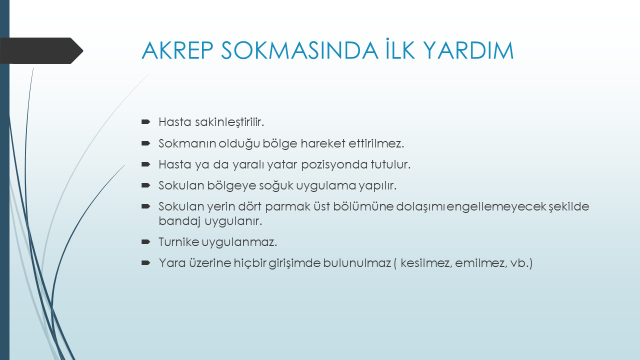 AKREP SOKMASINDA İLK YARDIM
Hasta sakinleştirilir.
Sokmanın olduğu bölge hareket ettirilmez.
Hasta ya da yaralı yatar pozisyonda tutulur.
Sokulan bölgeye soğuk uygulama yapılır.
Sokulan yerin dört parmak üst bölümüne dolaşımı engellemeyecek şekilde
bandaj uygulanır.
Turnike uygulanmaz.
Yara üzerine hiçbir girişimde bulunulmaz ( kesilmez, emilmez, vb.)